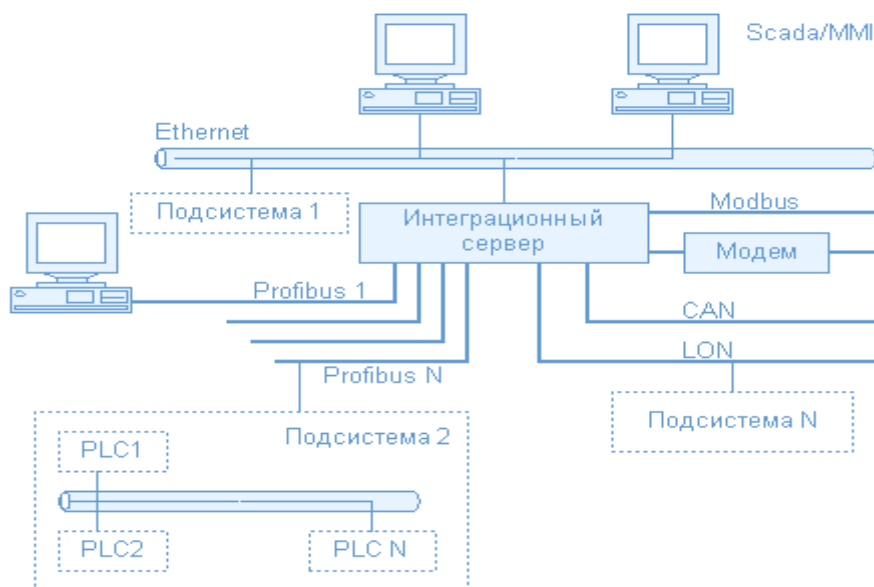 Scada/MMI
Ethernet
Подсистема 1
Интеграционный
сервер
Modbus
Модем
Profibus 1
CAN
LON
Profibus N
Подсистема N
Подсистема 2
PLC1
PLC2
PLC N